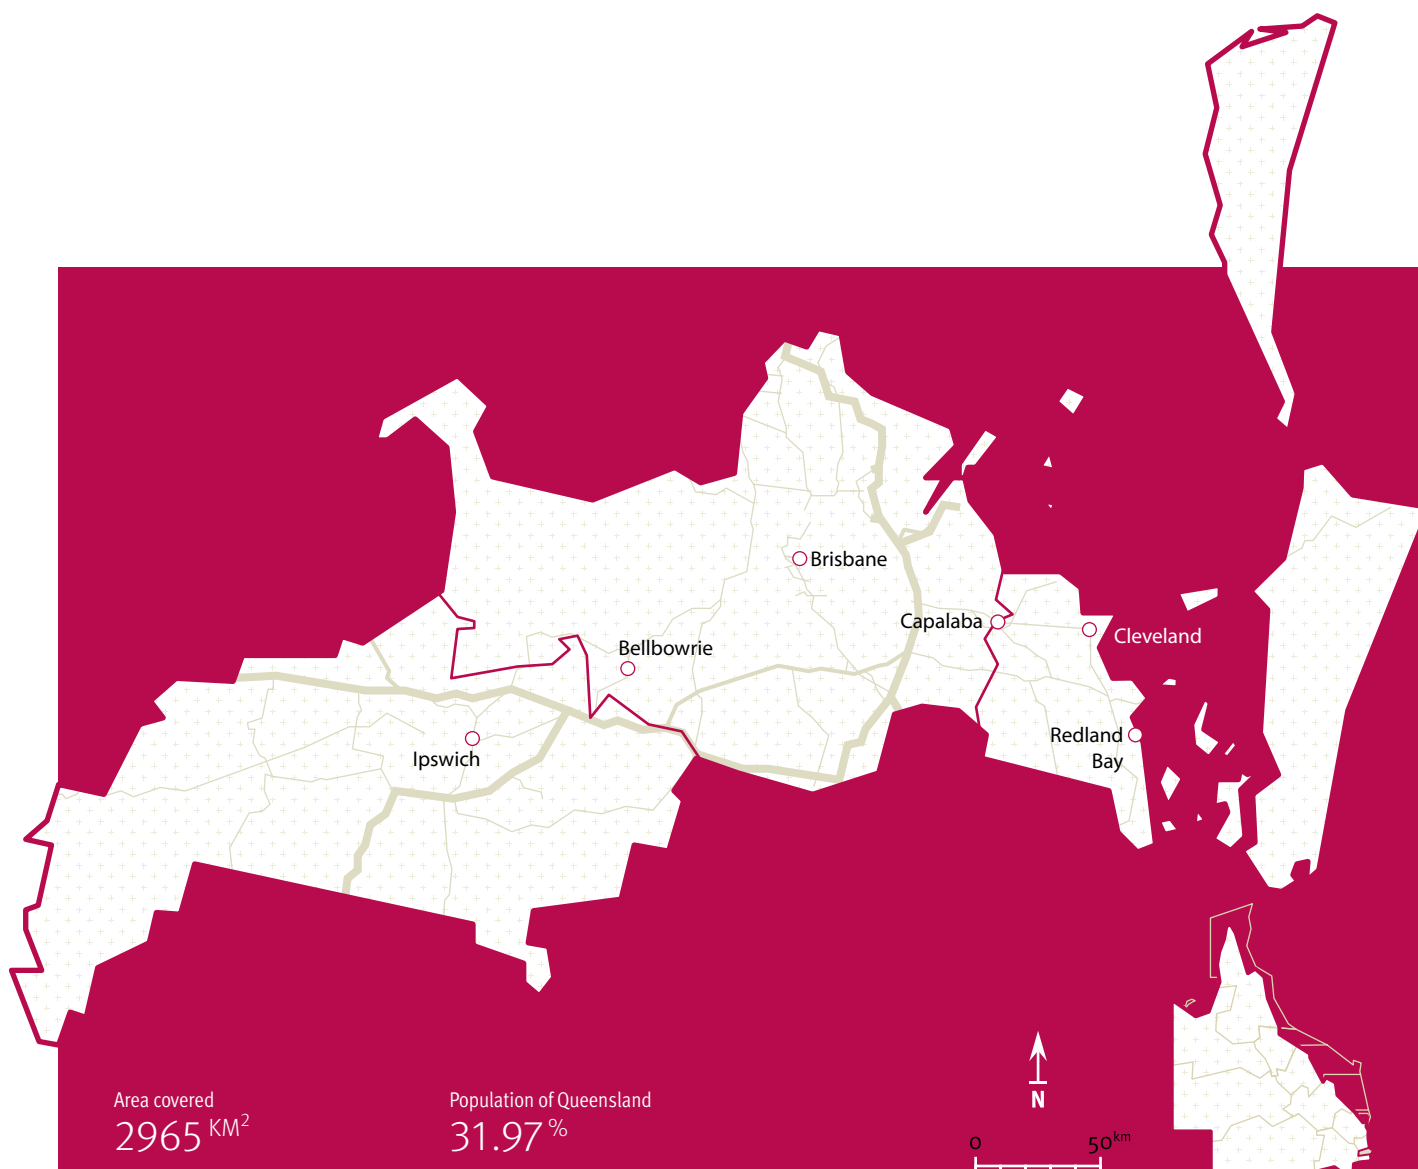 Brisbane
Capalaba
Cleveland
Bellbowrie
Redland
Bay
Ipswich
N
Area covered
2965 KM²
Population of Queensland
31.97 %
0 50km